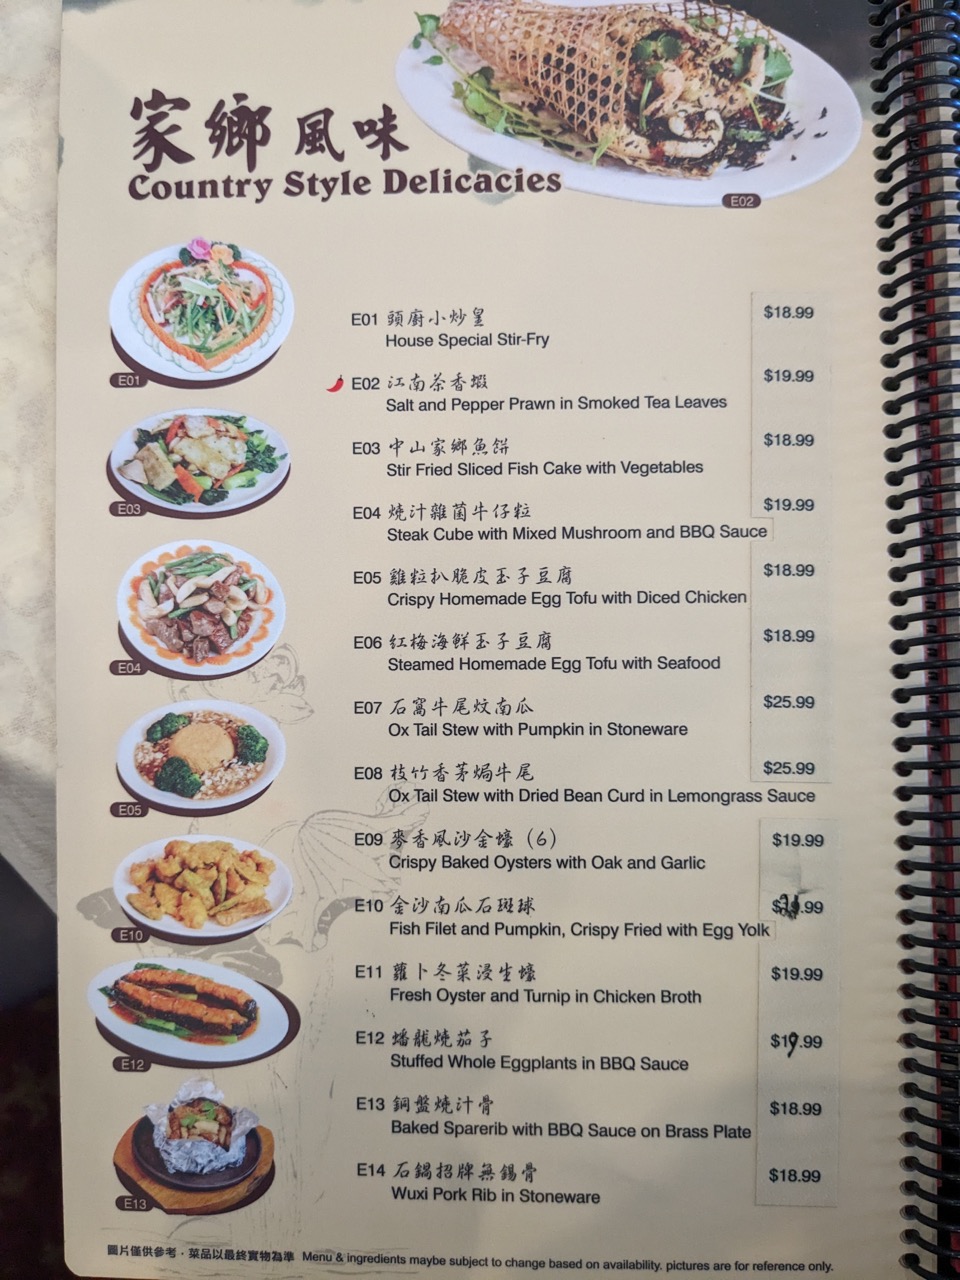 家鄉風味
Country Style Delicacies
E02
E01
E01 頭廚小炒皇 $18.99
House Special Stir-Fry
E02 江南茶香蝦 $19.99
Salt and Pepper Prawn in Smoked Tea Leaves
E03
E03 中山家鄉魚餅 $18.99
Stir Fried Sliced Fish Cake with Vegetables
E04 燒汁雜菌牛仔粒 $19.99
Steak Cube with Mixed Mushroom and BBQ Sauce
E04
E05 雞粒扒脆皮玉子豆腐 $18.99
Crispy Homemade Egg Tofu with Diced Chicken
E06 紅梅海鮮玉子豆腐 $18.99
Steamed Homemade Egg Tofu with Seafood
E05
E07 石窩牛尾炆南瓜 $25.99
Ox Tail Stew with Pumpkin in Stoneware
E08 枝竹香茅焗牛尾 $25.99
Ox Tail Stew with Dried Bean Curd in Lemongrass Sauce
E09 麥香風沙金蠔 (6) $19.99
Crispy Baked Oysters with Oak and Garlic
E10
E10 金沙南瓜石斑球 .99
Fish Filet and Pumpkin, Crispy Fried with Egg Yolk
E11 蘿卜冬菜浸生蠔 $19.99
Fresh Oyster and Turnip in Chicken Broth
E12
E12 蟠龍燒茄子 $19.99
Stuffed Whole Eggplants in BBQ Sauce
E13
E13 銅盤燒汁骨 $18.99
Baked Sparerib with BBQ Sauce on Brass Plate
E14 石鍋招牌無錫骨 $18.99
Wuxi Pork Rib in Stoneware
圖片僅供參考，菜品以最終實物為準 Menu & ingredients maybe subject to change based on availability. pictures are for reference only.